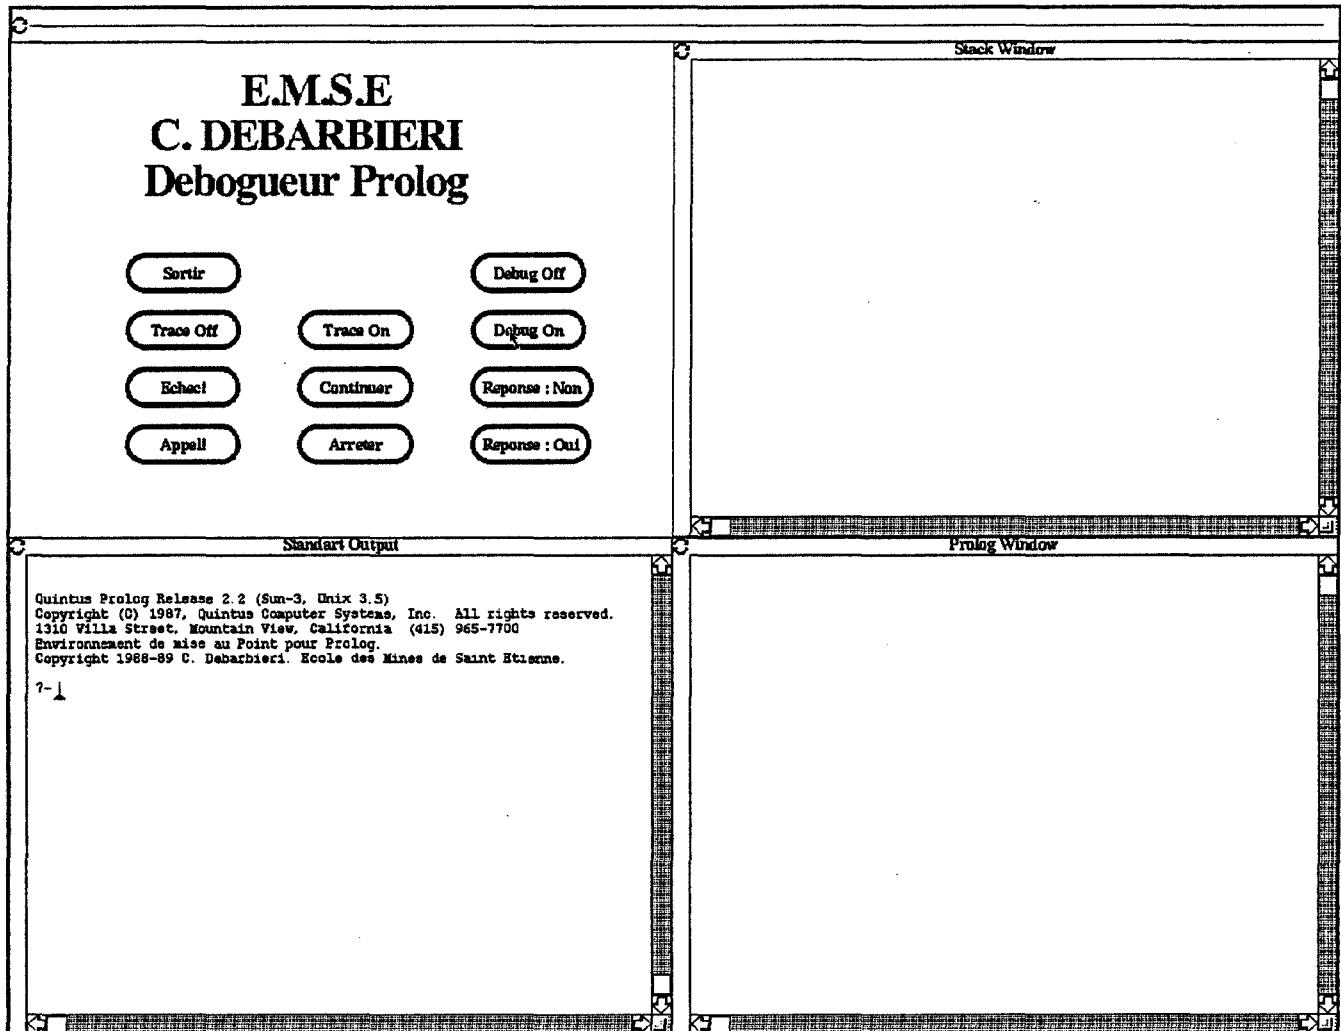 E.M.S.E
C. DEBARBIERI
Debogueur Prolog
Sortir
Debug Off
Trace Off
Trace On
Debug On
Echec!
Continuer
Reponse : Non
Appel!
Arreter
Reponse : Oui
Stack Window
Standart Output
Quintus Prolog Release 2.2 (Sun-3, Unix 3.5)
Copyright (C) 1987, Quintus Computer Systems, Inc. All rights reserved.
1310 Villa Street, Mountain View, California (415) 965-7700
Environnement de mise au Point pour Prolog.
Copyright 1988-89 C. Debarbieri. Ecole des Mines de Saint Etienne.
?-
Prolog Window